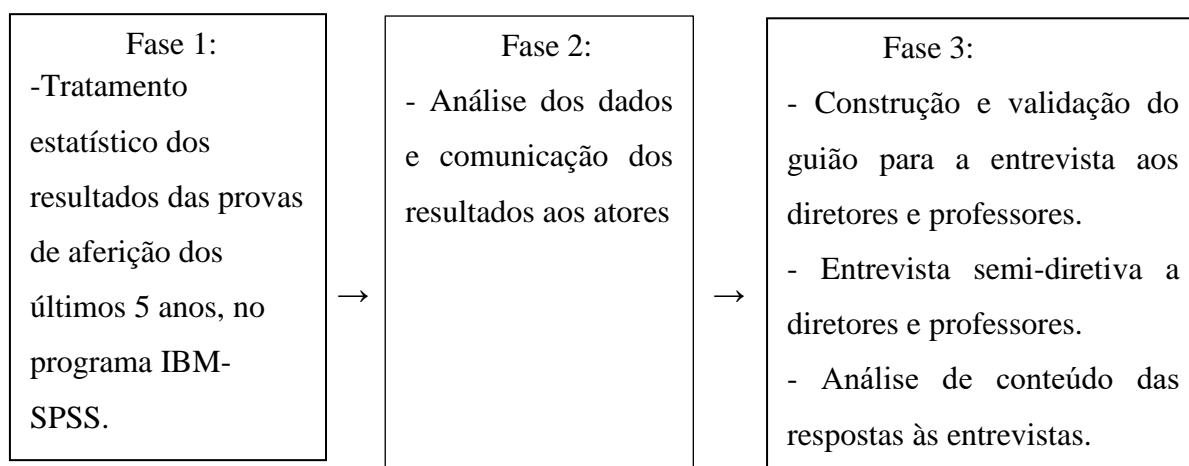 Fase 1:
-Tratamento
estatístico dos
resultados das provas
de aferição dos
últimos 5 anos, no
programa IBM-
SPSS.
→
Fase 2:
- Análise dos dados
e comunicação dos
resultados aos atores
→
Fase 3:
- Construção e validação do
guião para a entrevista aos
diretores e professores.
- Entrevista semi-diretiva a
diretores e professores.
- Análise de conteúdo das
respostas às entrevistas.